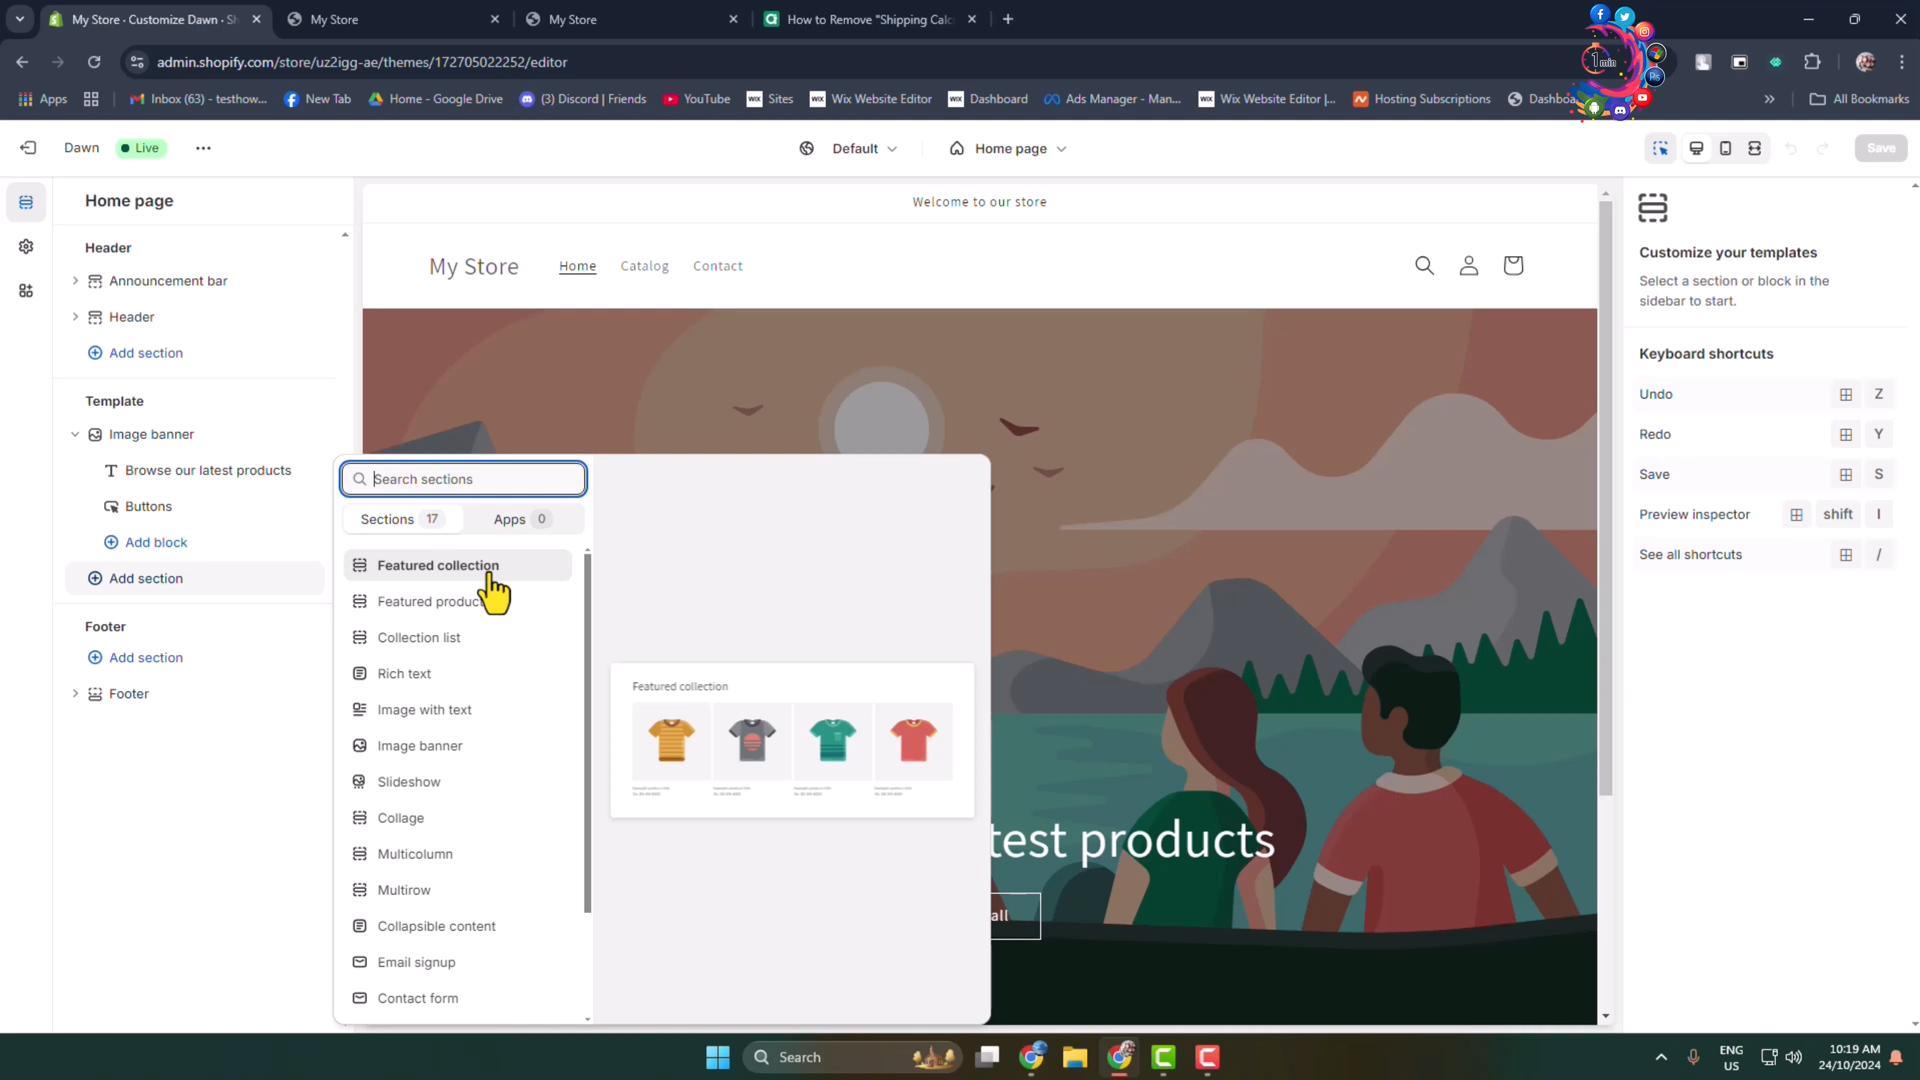 My Store · Customize Dawn · Sh
My Store
My Store
How to Remove "Shipping Calc
admin.shopify.com/store/uz2igg-ae/themes/172705022252/editor
1 min
Ps
Apps
Inbox (63) - testhow...
New Tab
Home - Google Drive
(3) Discord | Friends
YouTube
WIX Sites
WIX Wix Website Editor
WIX Dashboard
Ads Manager - Man...
WIX Wix Website Editor |...
Hosting Subscriptions
Dashboa
All Bookmarks
Dawn
Live
Default
Home page
Save
Home page
Header
Announcement bar
Header
Add section
Template
Image banner
Browse our latest products
Buttons
Add block
Add section
Footer
Add section
Footer
Search sections
Sections 17
Apps 0
Featured collection
Featured produc
Collection list
Rich text
Image with text
Image banner
Slideshow
Collage
Multicolumn
Multirow
Collapsible content
Email signup
Contact form
Featured collection
Welcome to our store
My Store
Home
Catalog
Contact
test products
all
Customize your templates
Select a section or block in the
sidebar to start.
Keyboard shortcuts
Undo Z
Redo Y
Save S
Preview inspector shift I
See all shortcuts /
Search
ENG
US
10:19 AM
24/10/2024